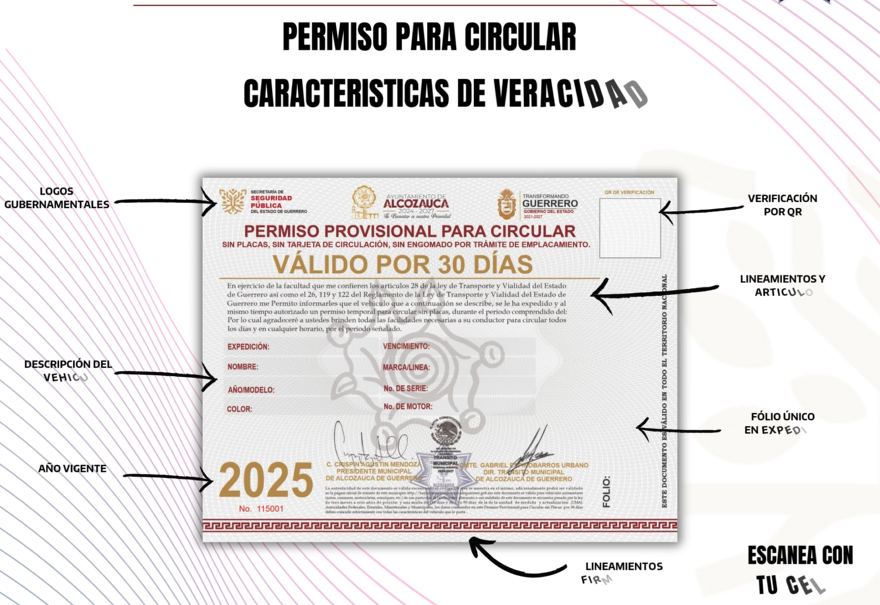 PERMISO PARA CIRCULAR
CARACTERISTICAS DE VERACIDAD
LOGOS
GUBERNAMENTALES
SECRETARÍA DE
SEGURIDAD
PÚBLICA
DEL ESTADO DE GUERRERO
AYUNTAMIENTO DE
ALCOZAUCA
2024 - 2027
TRANSFORMANDO
GUERRERO
GOBIERNO DEL ESTADO
2021-2027
QR DE VERIFICACIÓN
VERIFICACIÓN
POR QR
PERMISO PROVISIONAL PARA CIRCULAR
SIN PLACAS, SIN TARJETA DE CIRCULACIÓN, SIN ENGOMADO POR TRÁMITE DE EMPLACAMIENTO.
VÁLIDO POR 30 DÍAS
En ejercicio de la facultad que me confieren los artículos 28 de la ley de Transporte y Vialidad del Estado
de Guerrero así como el 26, 119 y 122 del Reglamento de la Ley de Transporte y Vialidad del Estado de
Guerrero me Permito informarles que el vehículo que a continuación se describe, se ha expedido y al
mismo tiempo autorizado un permiso temporal para circular sin placas, durante el periodo comprendido del:
Por lo cual agradeceré a ustedes brinden todas las facilidades necesarias a su conductor para circular todos
los días y en cualquier horario, por el periodo señalado.
LINEAMIENTOS Y
ARTICULO
EXPEDICIÓN:
VENCIMIENTO:
NOMBRE:
MARCA/LINEA:
AÑO/MODELO:
No. DE SERIE:
COLOR:
No. DE MOTOR:
DESCRIPCIÓN DEL
VEHICU
ESTE DOCUMENTO ES VÁLIDO EN TODO EL TERRITORIO NACIONAL
FÓLIO ÚNICO
EN EXPEDI
AÑO VIGENTE
2025
No. 115001
C. CRISPIN AGUSTIN MENDOZA
PRESIDENTE MUNICIPAL
DE ALCOZAUCA DE GUERRERO
TRANSITO
MUNICIPAL
GABRIEL
URBANO
DIR. TRANSITO MUNICIPAL
DE ALCOZAUCA DE GUERRERO
FOLIO:
LINEAMIENTOS
FIRM
ESCANEA CON
TU CEL